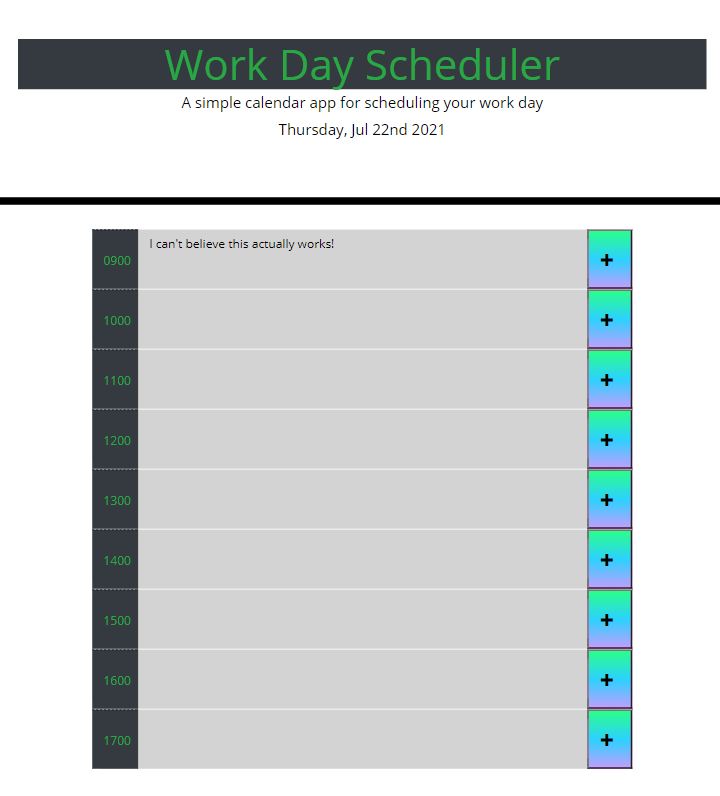 Work Day Scheduler
A simple calendar app for scheduling your work day
Thursday, Jul 22nd 2021
0900 I can't believe this actually works! +
1000 +
1100 +
1200 +
1300 +
1400 +
1500 +
1600 +
1700 +